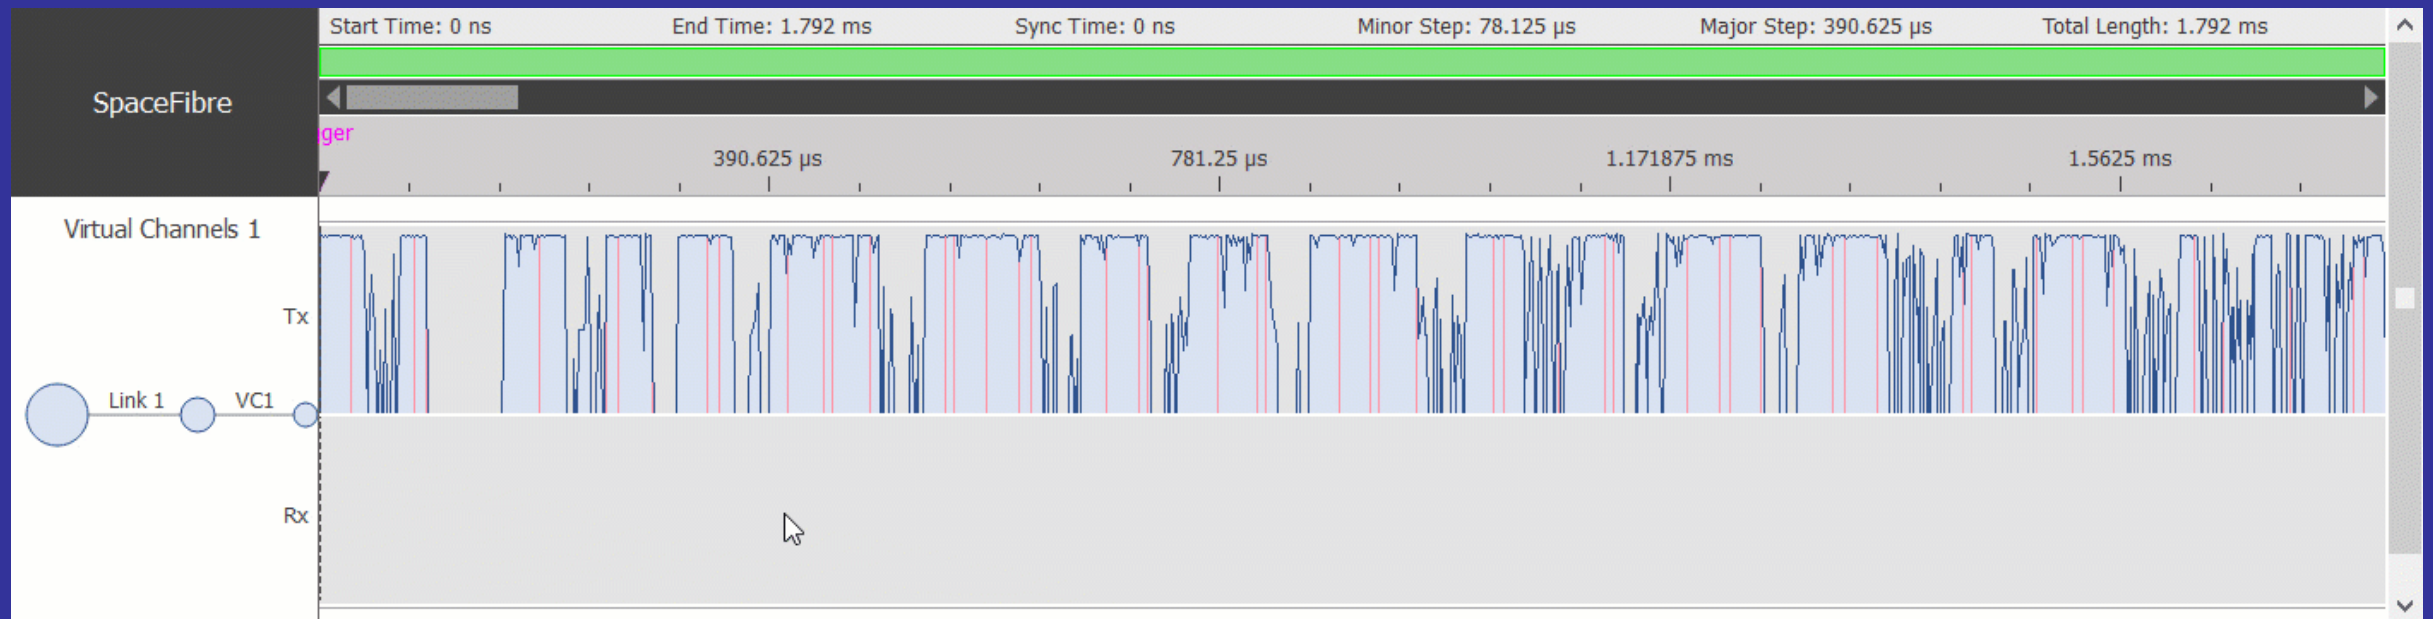 Start Time: 0 ns End Time: 1.792 ms Sync Time: 0 ns Minor Step: 78.125 µs Major Step: 390.625 µs Total Length: 1.792 ms
SpaceFibre
gger
390.625 µs 781.25 µs 1.171875 ms 1.5625 ms
Virtual Channels 1
Tx
Link 1 VC1
Rx